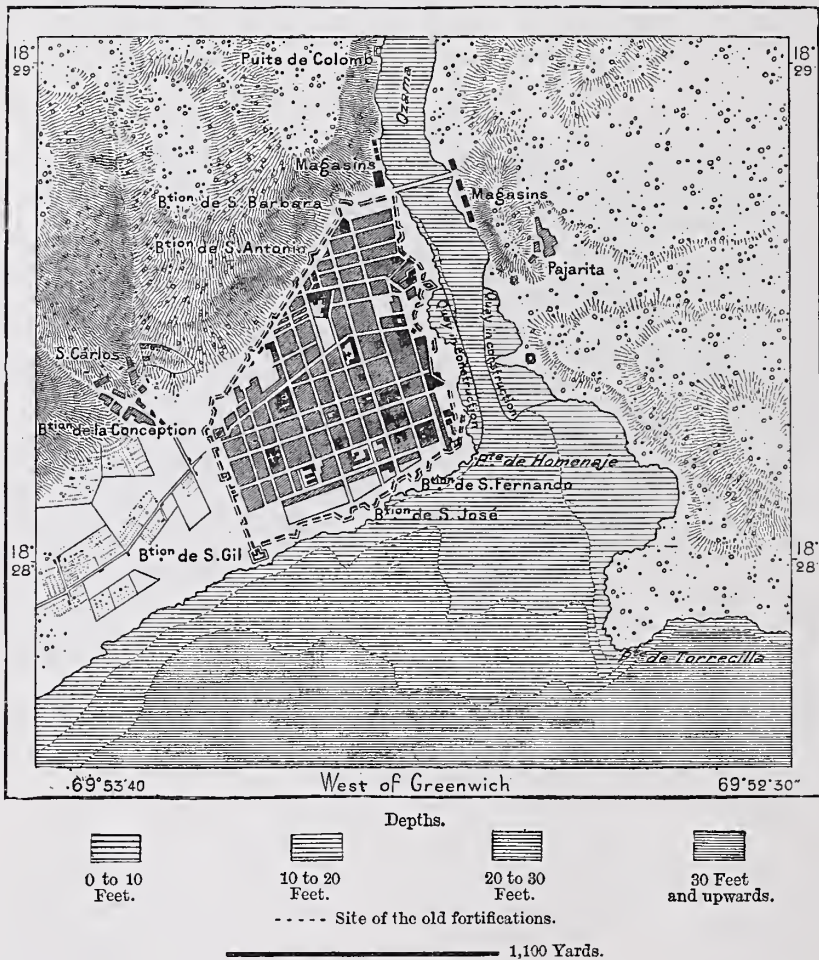 Puits de Colomb
18°
29'
18°
29'
Ozama
Magasins
Magasins
Btion de S. Barbara
Btion de S. Antonio
Pajarita
Quay in construction
Quay in construction
S. Cárlos
Btion de la Conception
Pte de Homenaje
Btion de S. Fernando
Btion de S. José
Btion de S. Gil
18°
28'
18°
28'
Pte de Torrecilla
69°53'40
West of Greenwich
69°52'30"
Depths.
0 to 10
Feet.
10 to 20
Feet.
20 to 30
Feet.
30 Feet
and upwards.
Site of the old fortifications.
1,100 Yards.